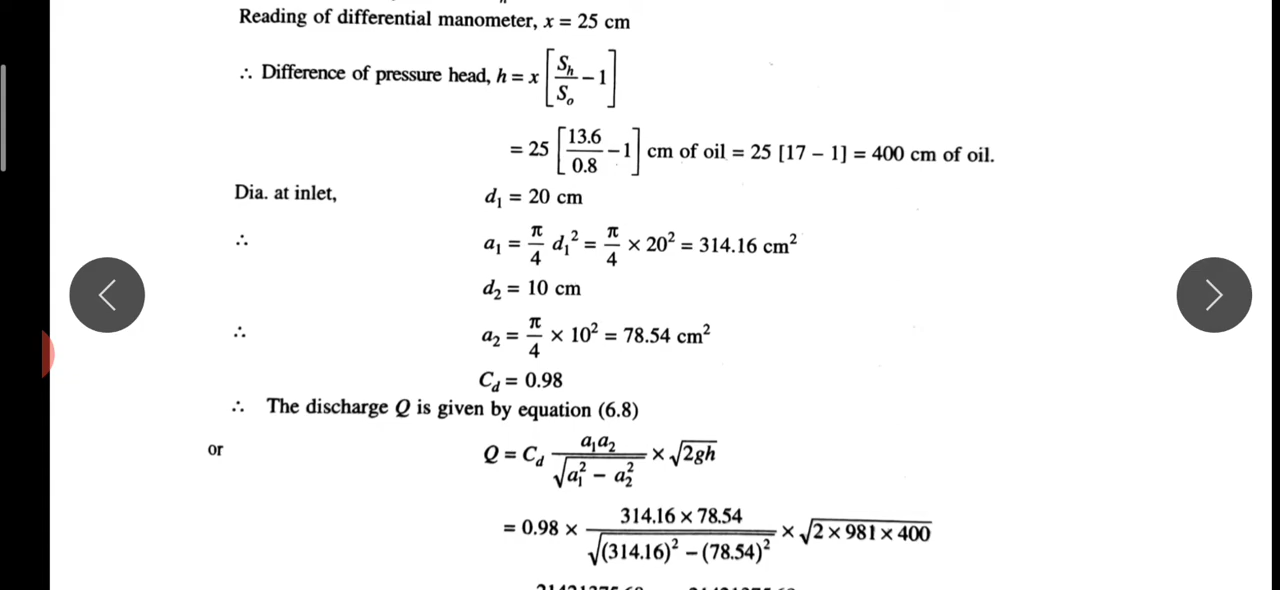 Reading of differential manometer, x = 25 cm
∴ Difference of pressure head, h = x [S_h/S_o − 1]
= 25 [13.6/0.8 − 1] cm of oil = 25 [17 − 1] = 400 cm of oil.
Dia. at inlet, d₁ = 20 cm
∴ a₁ = π/4 d₁² = π/4 × 20² = 314.16 cm²
d₂ = 10 cm
∴ a₂ = π/4 × 10² = 78.54 cm²
C_d = 0.98
∴ The discharge Q is given by equation (6.8)
or Q = C_d a₁a₂/√(a₁² − a₂²) × √(2gh)
= 0.98 × 314.16 × 78.54/√((314.16)² − (78.54)²) × √(2 × 981 × 400)